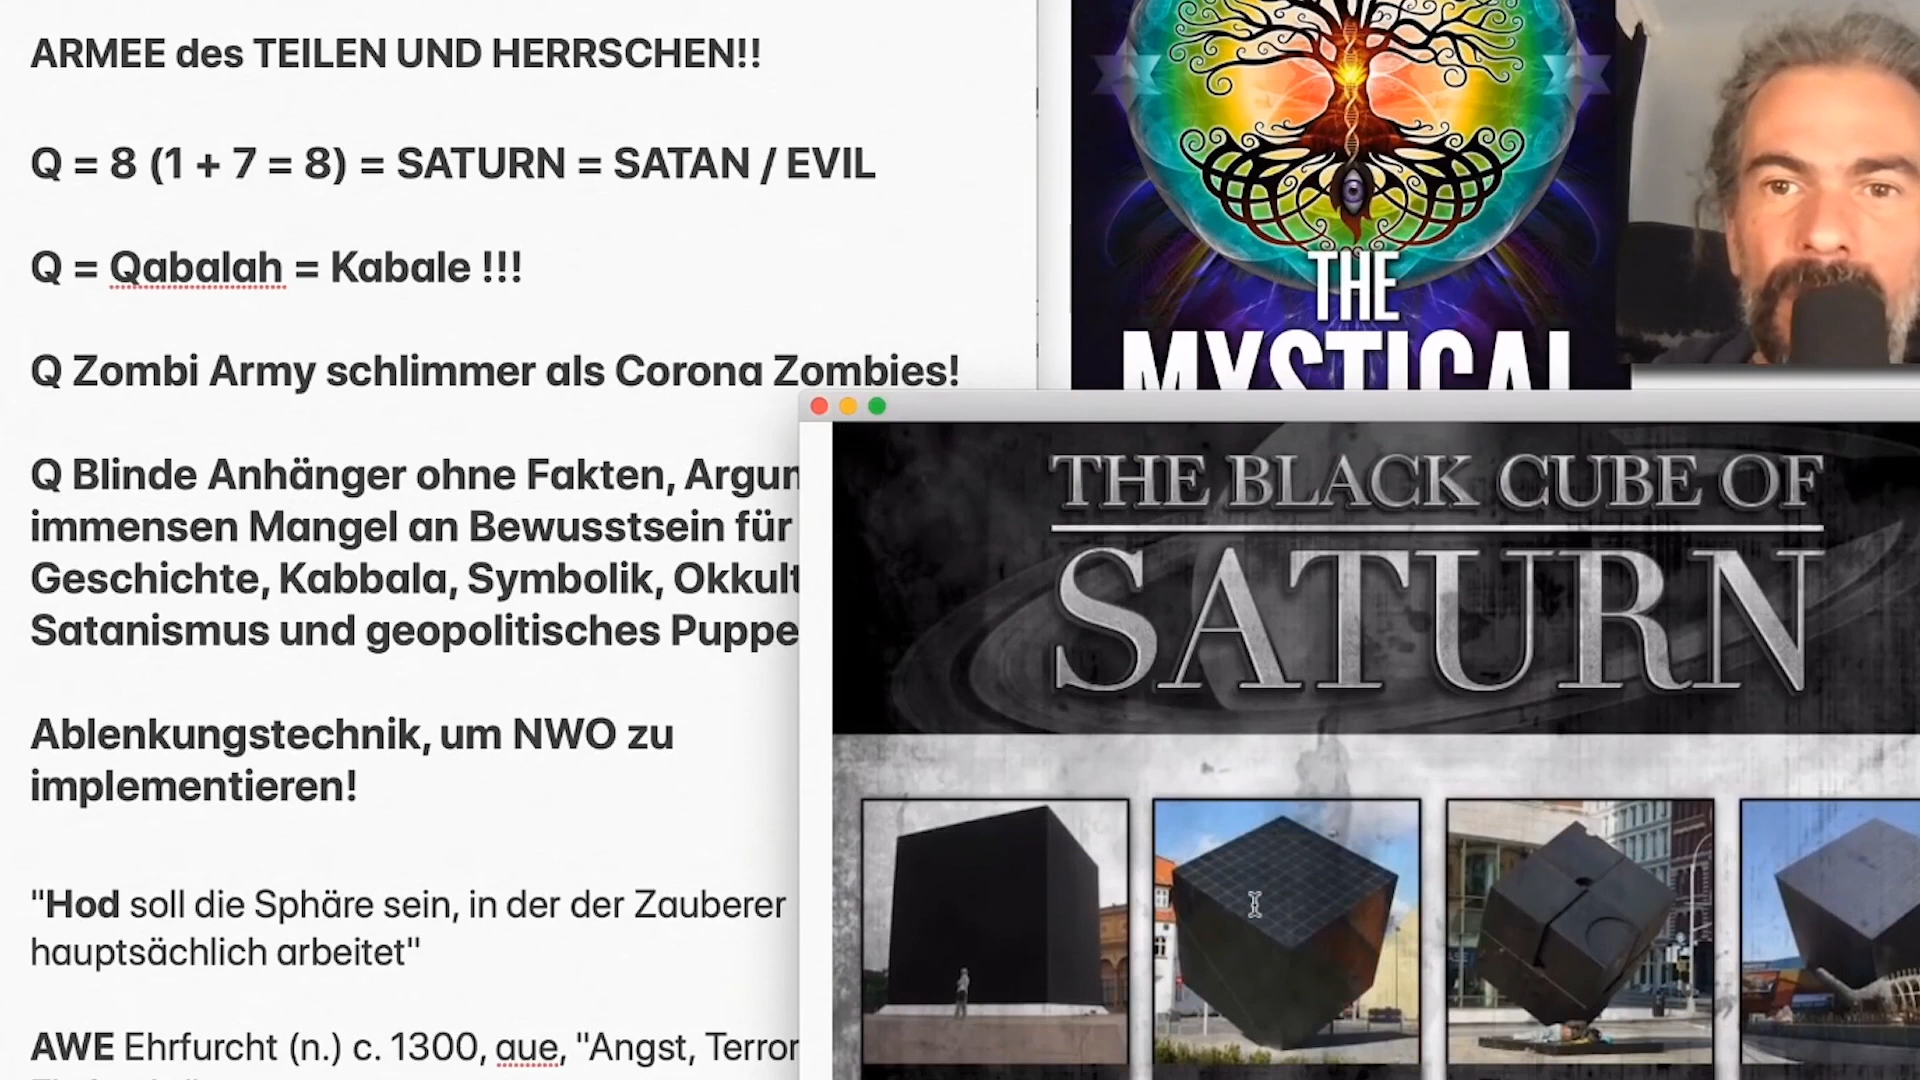 ARMEE des TEILEN UND HERRSCHEN!!
Q = 8 (1 + 7 = 8) = SATURN = SATAN / EVIL
Q = Qabalah = Kabale !!!
Q Zombi Army schlimmer als Corona Zombies!
Q Blinde Anhänger ohne Fakten,
immensen Mangel an Bewusstsein für
Geschichte, Kabbala, Symbolik,
Satanismus und geopolitisches
Ablenkungstechnik, um NWO zu
implementieren!
"Hod soll die Sphäre sein, in der der Zauberer
hauptsächlich arbeitet"
AWE Ehrfurcht (n.) c. 1300, aue, "Angst, Terror
THE
MYSTICAL
THE BLACK CUBE OF
SATURN